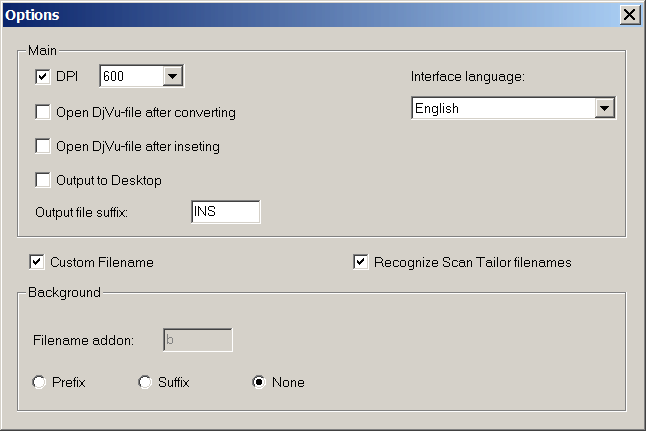 Options
Main
DPI 600 Interface language:
Open DjVu-file after converting English
Open DjVu-file after inseting
Output to Desktop
Output file suffix: INS
Custom Filename Recognize Scan Tailor filenames
Background
Filename addon: b
Prefix Suffix None